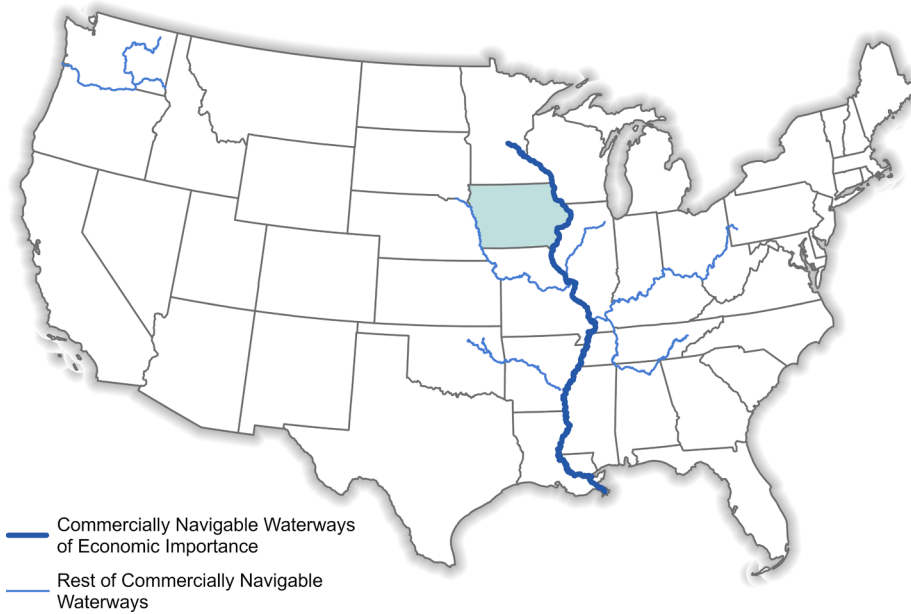 Commercially Navigable Waterways
of Economic Importance
Rest of Commercially Navigable
Waterways